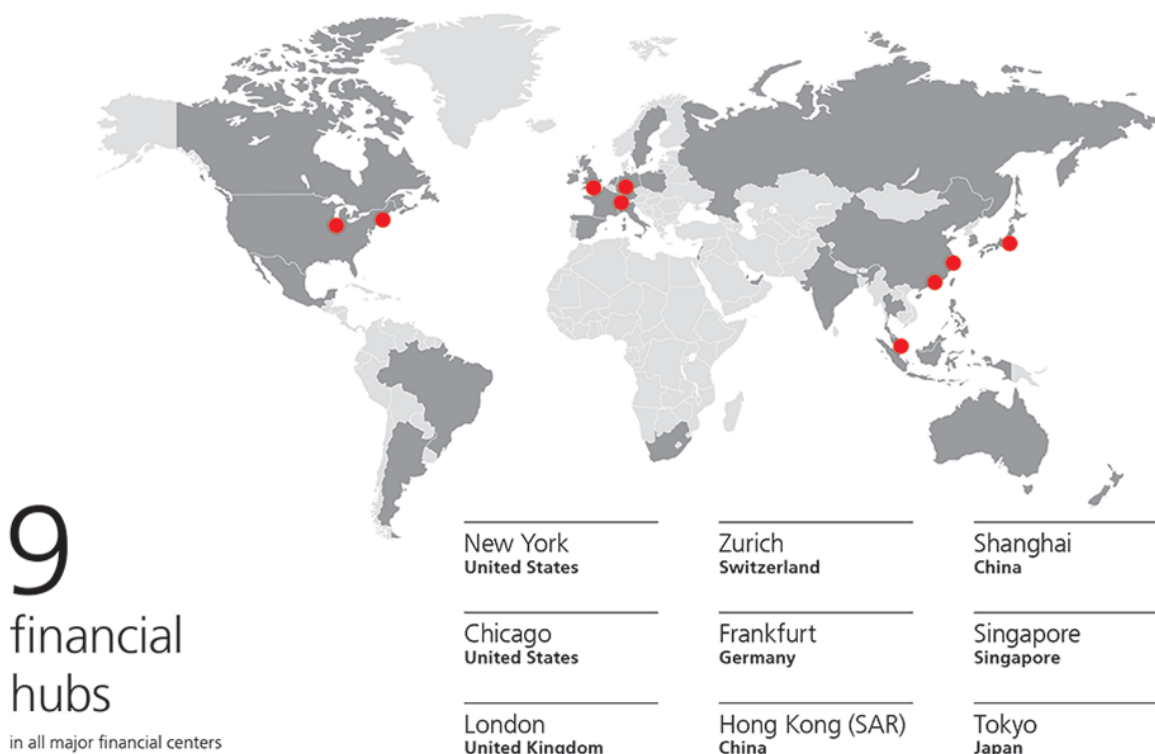 9
financial
hubs
in all major financial centers
New York
United States
Chicago
United States
London
United Kingdom
Zurich
Switzerland
Frankfurt
Germany
Hong Kong (SAR)
China
Shanghai
China
Singapore
Singapore
Tokyo
Japan